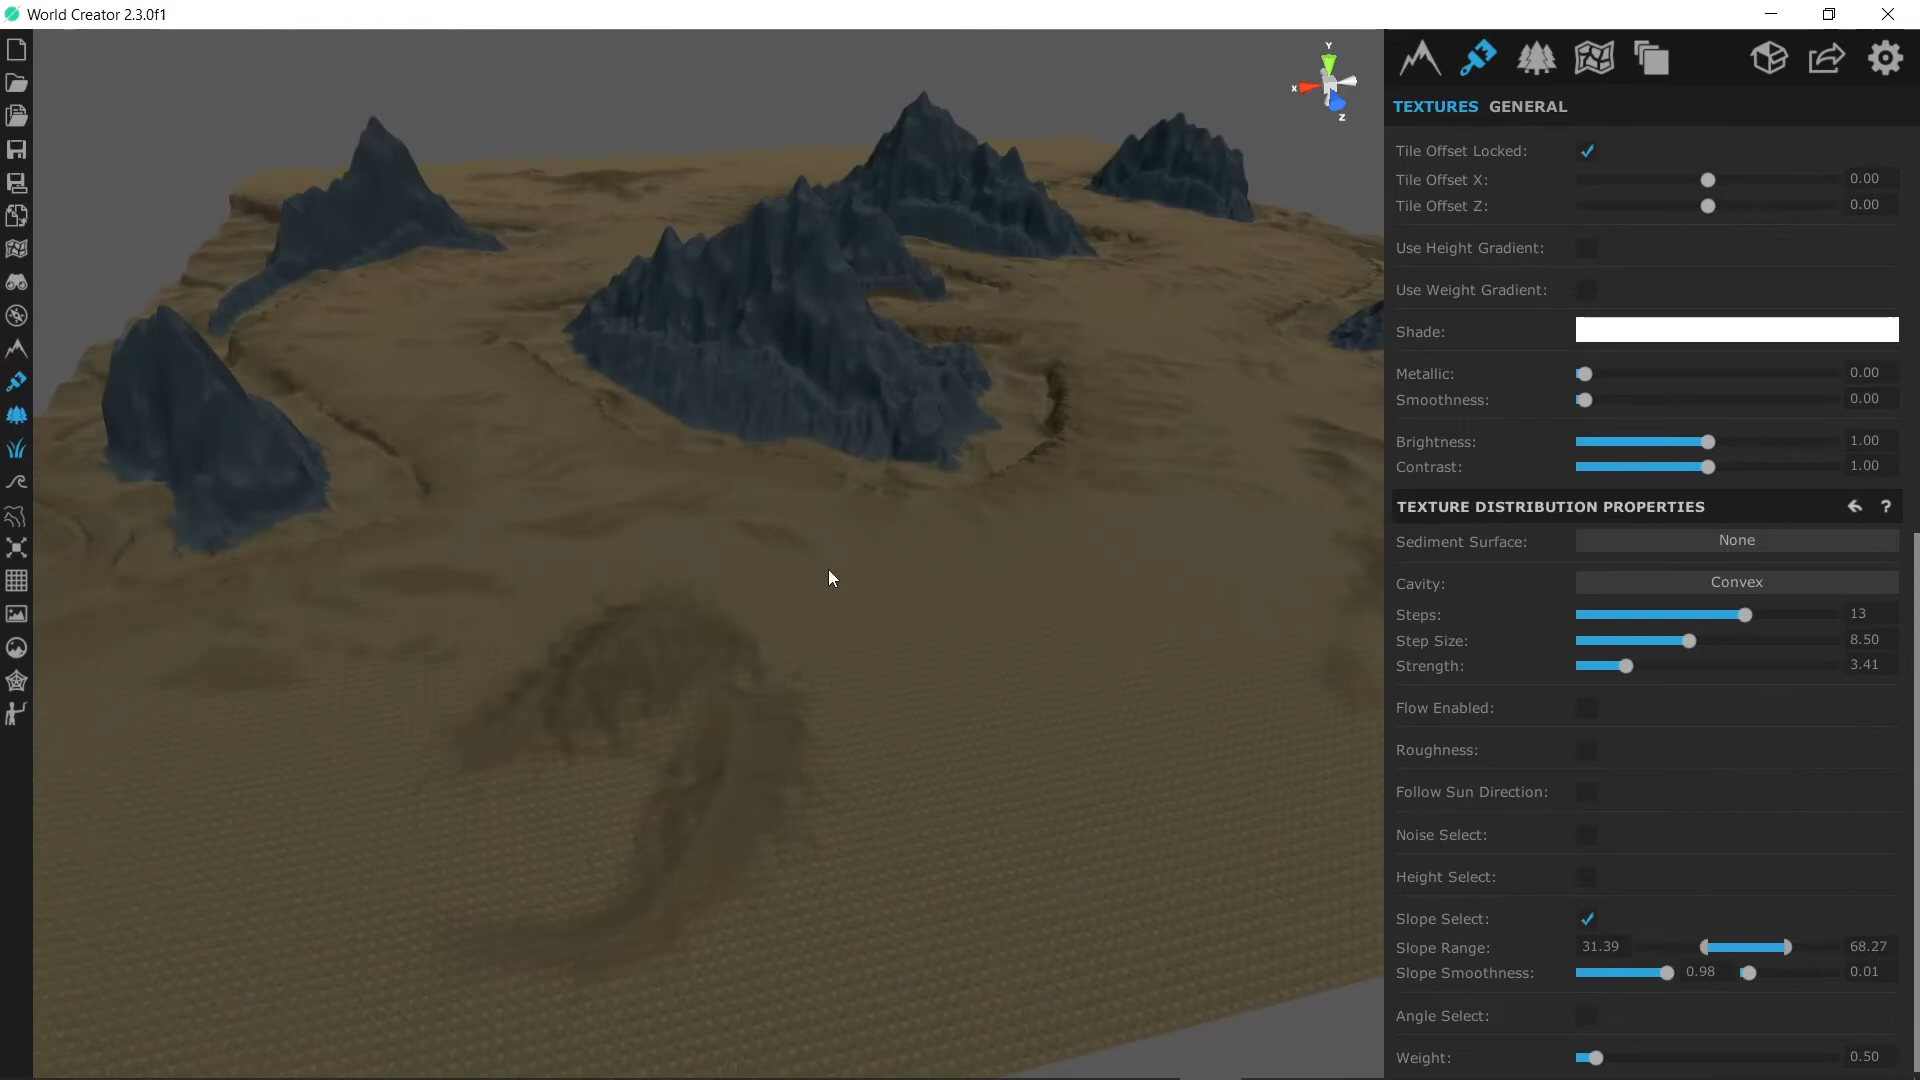 World Creator 2.3.0f1
Y
X
Z
TEXTURES GENERAL
Tile Offset Locked:
Tile Offset X: 0.00
Tile Offset Z: 0.00
Use Height Gradient:
Use Weight Gradient:
Shade:
Metallic: 0.00
Smoothness: 0.00
Brightness: 1.00
Contrast: 1.00
TEXTURE DISTRIBUTION PROPERTIES ?
Sediment Surface: None
Cavity: Convex
Steps: 13
Step Size: 8.50
Strength: 3.41
Flow Enabled:
Roughness:
Follow Sun Direction:
Noise Select:
Height Select:
Slope Select:
Slope Range: 31.39 68.27
Slope Smoothness: 0.98 0.01
Angle Select:
Weight: 0.50